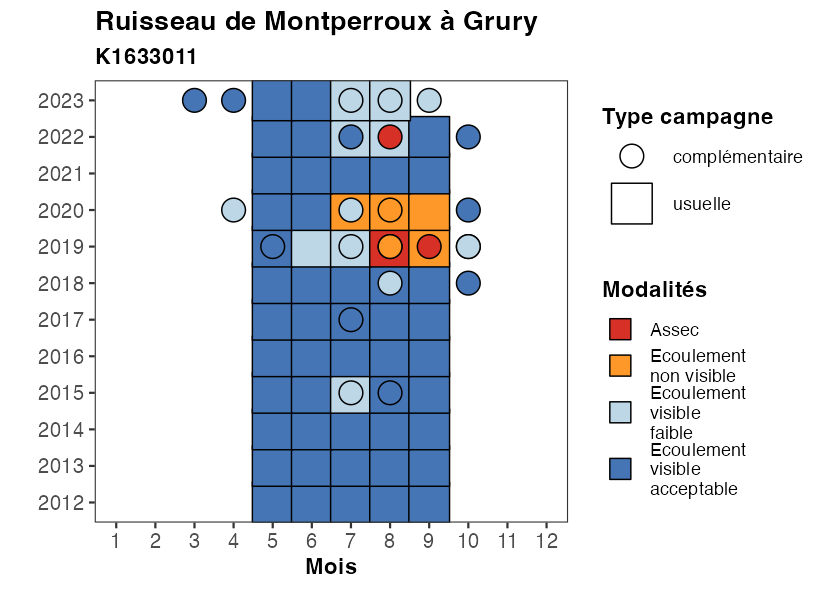 Ruisseau de Montperroux à Grury
K1633011
2023
2022
2021
2020
2019
2018
2017
2016
2015
2014
2013
2012
1 2 3 4 5 6 7 8 9 10 11 12
Mois
Type campagne
complémentaire
usuelle
Modalités
Assec
Ecoulement
non visible
Ecoulement
visible
faible
Ecoulement
visible
acceptable